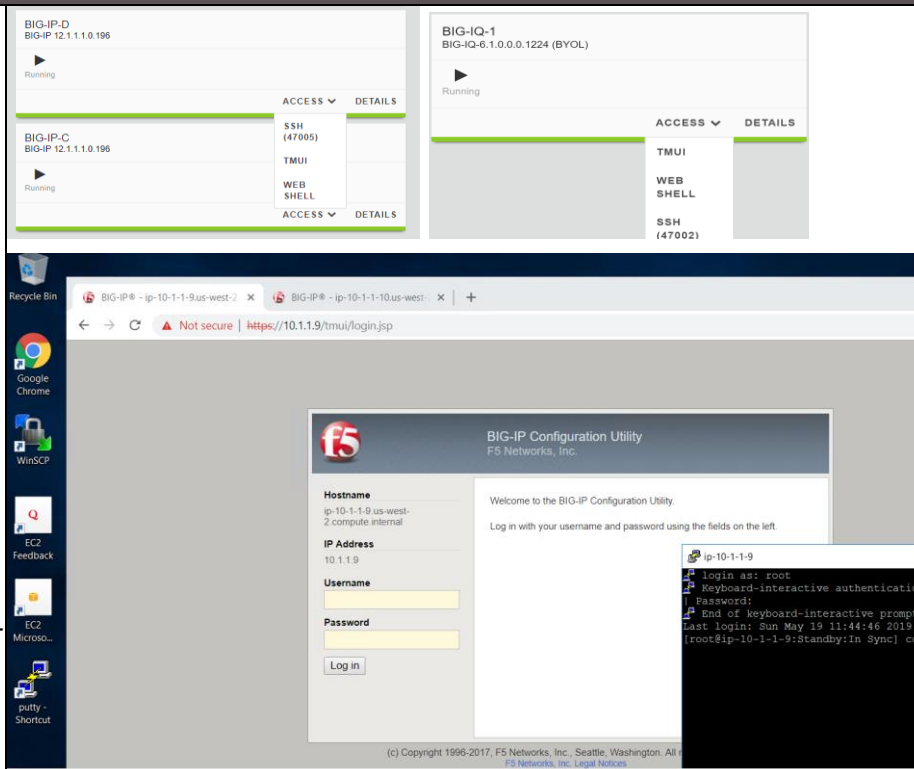 BIG-IP-D
BIG-IP 12.1.1.1.0.196
Running
ACCESS DETAILS
SSH
(47005)
TMUI
WEB
SHELL
BIG-IP-C
BIG-IP 12.1.1.1.0.196
Running
ACCESS DETAILS
BIG-IQ-1
BIG-IQ-6.1.0.0.0.1224 (BYOL)
Running
ACCESS DETAILS
TMUI
WEB
SHELL
SSH
(47002)
Recycle Bin
Google
Chrome
WinSCP
EC2
Feedback
EC2
Microso...
putty -
Shortcut
BIG-IP® - ip-10-1-1-9.us-west-2
BIG-IP® - ip-10-1-1-10.us-west-
Not secure | https://10.1.1.9/tmui/login.jsp
f5
BIG-IP Configuration Utility
F5 Networks, Inc.
Hostname
ip-10-1-1-9.us-west-
2.compute.internal
IP Address
10.1.1.9
Username
Password
Log in
Welcome to the BIG-IP Configuration Utility.
Log in with your username and password using the fields on the left.
ip-10-1-1-9
login as: root
Keyboard-interactive authenticati
| Password:
End of keyboard-interactive prompt
Last login: Sun May 19 11:44:46 2019
[root@ip-10-1-1-9:Standby:In Sync] co
(c) Copyright 1996-2017, F5 Networks, Inc., Seattle, Washington. All
F5 Networks, Inc. Legal Notices